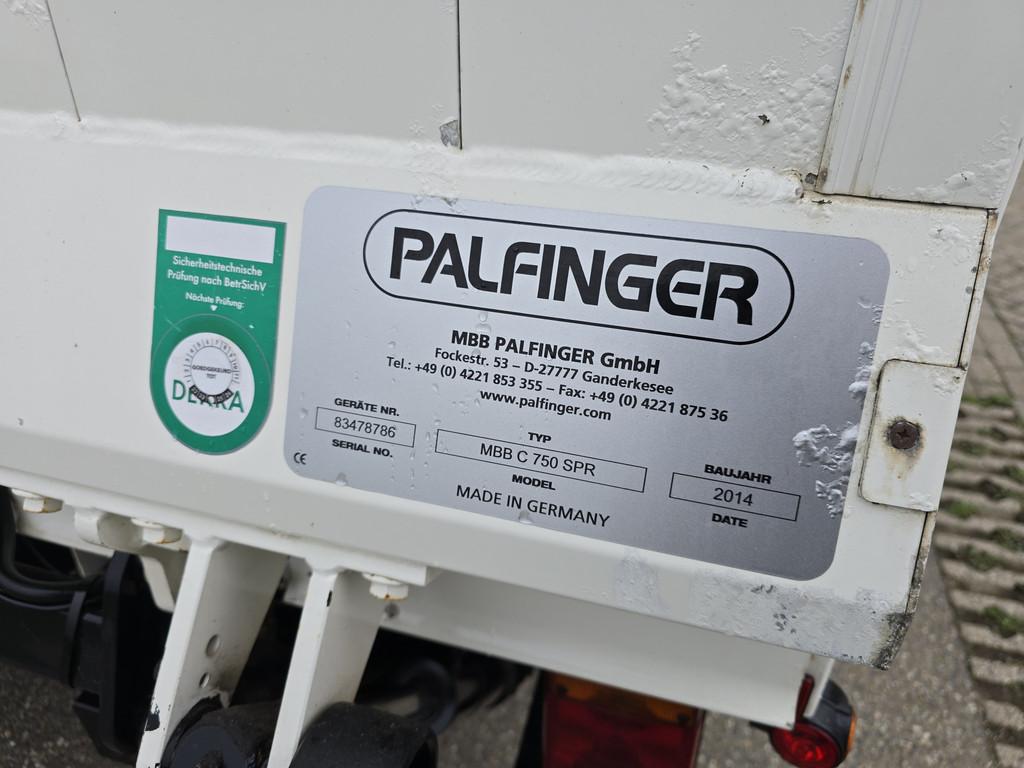 Sicherheitstechnische
Prüfung nach BetrSichV
Nächste Prüfung:
GOEDGEKEURD
DEKRA
PALFINGER
MBB PALFINGER GmbH
Fockestr. 53 – D-27777 Ganderkesee
Tel.: +49 (0) 4221 853 355 – Fax: +49 (0) 4221 875 36
www.palfinger.com
GERÄTE NR.
83478786
SERIAL NO.
TYP
MBB C 750 SPR
MODEL
BAUJAHR
2014
DATE
CE
MADE IN GERMANY